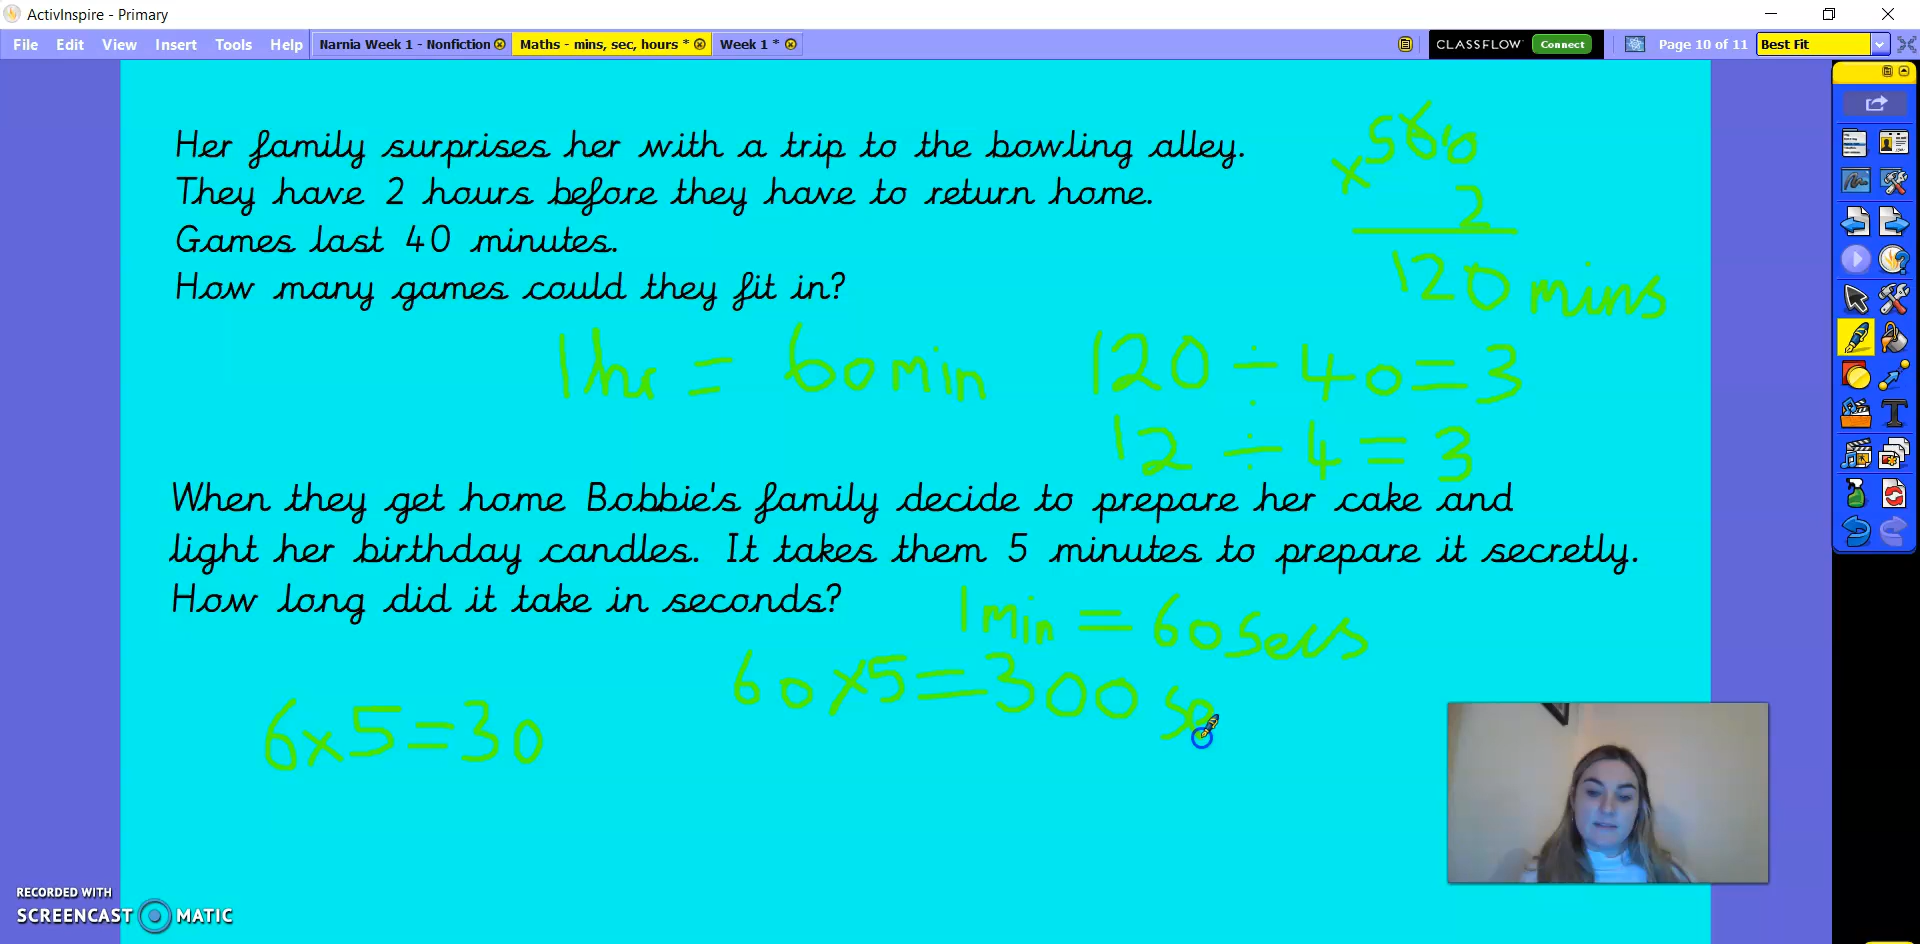 ActivInspire - Primary
File Edit View Insert Tools Help Narnia Week 1 - Nonfiction Maths - mins, sec, hours * Week 1 * CLASSFLOW Connect Page 10 of 11 Best Fit
Her family surprises her with a trip to the bowling alley.
They have 2 hours before they have to return home.
Games last 40 minutes.
How many games could they fit in?
x
2
120 mins
1hr = 60min
120 ÷ 40 = 3
12 ÷ 4 = 3
When they get home Bobbie's family decide to prepare her cake and
light her birthday candles. It takes them 5 minutes to prepare it secretly.
How long did it take in seconds?
1min = 60secs
60x5=300 se
6x5=30
RECORDED WITH
SCREENCAST MATIC